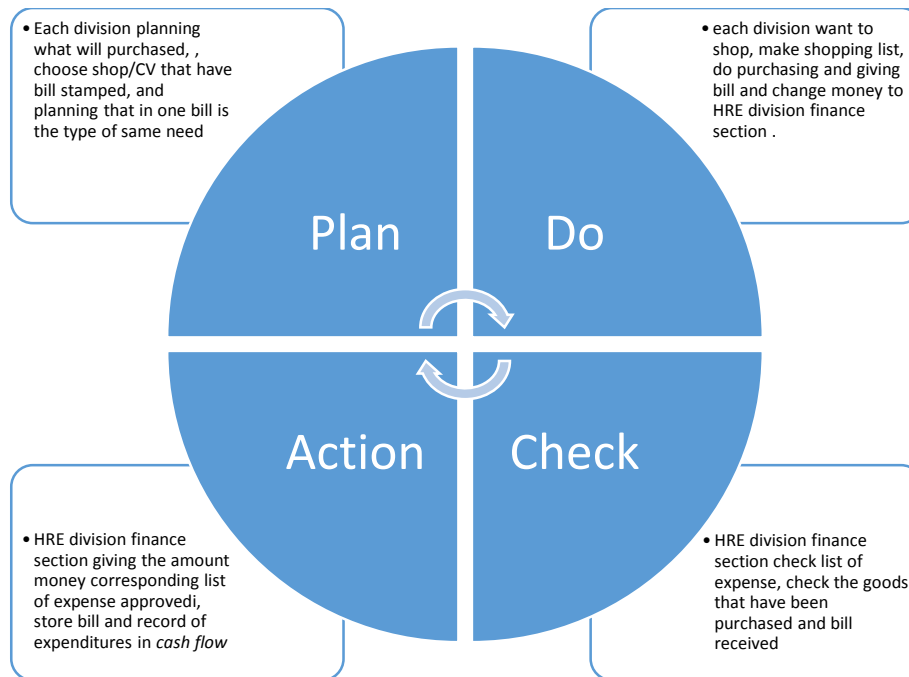 • Each division planning
what will purchased, ,
choose shop/CV that have
bill stamped, and
planning that in one bill is
the type of same need
• each division want to
shop, make shopping list,
do purchasing and giving
bill and change money to
HRE division finance
section .
Plan
Do
Action
Check
• HRE division finance
section giving the amount
money corresponding list
of expense approvedi,
store bill and record of
expenditures in cash flow
• HRE division finance
section check list of
expense, check the goods
that have been
purchased and bill
received